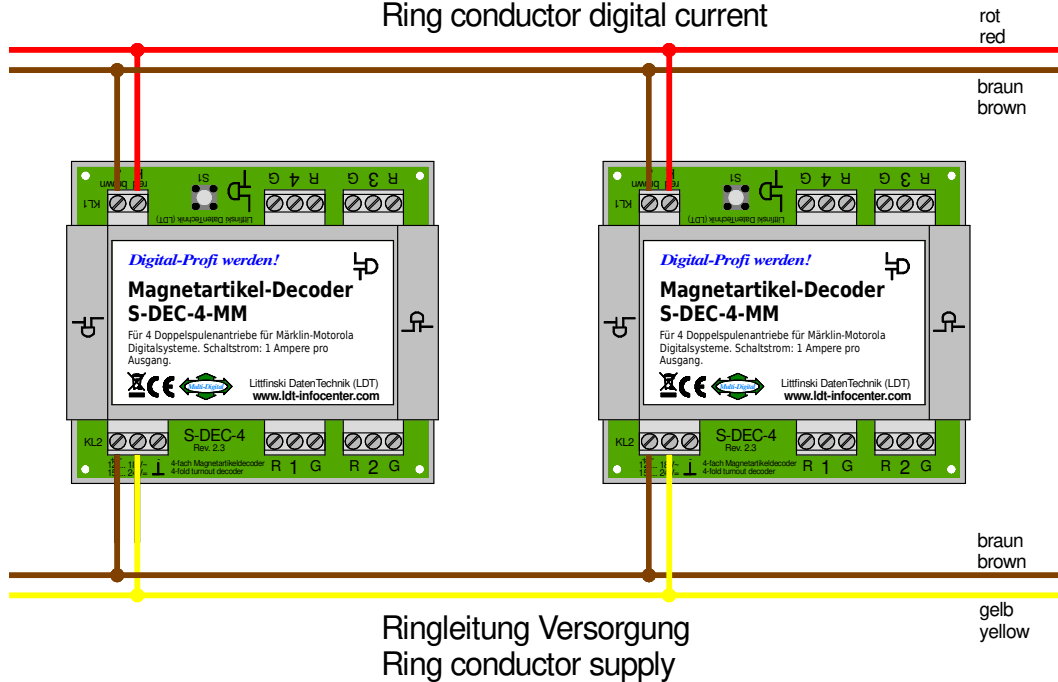 Ring conductor digital current
rot
red
braun
brown
red brown
S1
G 4 R
G 3 R
KL1
Littfinski DatenTechnik (LDT)
Digital-Profi werden!
Magnetartikel-Decoder
S-DEC-4-MM
Für 4 Doppelspulenantriebe für Märklin-Motorola
Digitalsysteme. Schaltstrom: 1 Ampere pro
Ausgang.
Multi-Digital
Littfinski DatenTechnik (LDT)
www.ldt-infocenter.com
KL2
S-DEC-4
Rev. 2.3
4-fach Magnetartikeldecoder
4-fold turnout decoder
R 1 G
R 2 G
red brown
S1
G 4 R
G 3 R
KL1
Littfinski DatenTechnik (LDT)
Digital-Profi werden!
Magnetartikel-Decoder
S-DEC-4-MM
Für 4 Doppelspulenantriebe für Märklin-Motorola
Digitalsysteme. Schaltstrom: 1 Ampere pro
Ausgang.
Multi-Digital
Littfinski DatenTechnik (LDT)
www.ldt-infocenter.com
KL2
S-DEC-4
Rev. 2.3
4-fach Magnetartikeldecoder
4-fold turnout decoder
R 1 G
R 2 G
braun
brown
gelb
yellow
Ringleitung Versorgung
Ring conductor supply